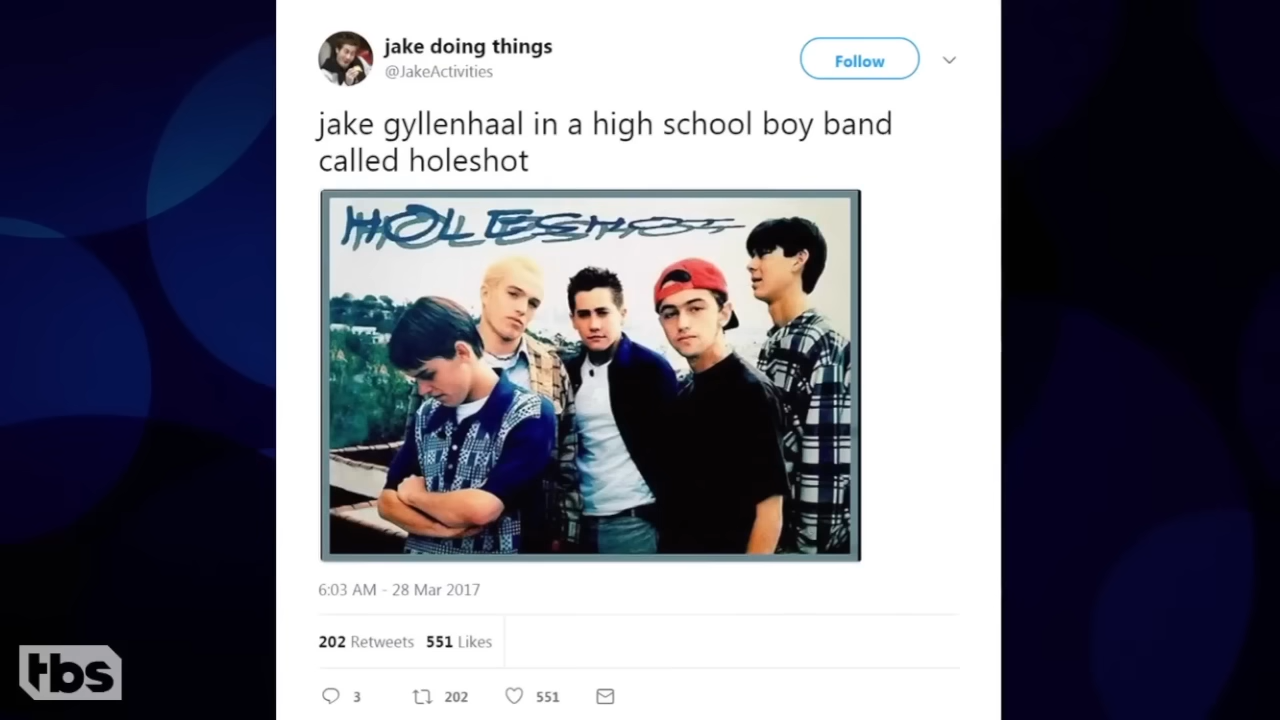 jake doing things
@JakeActivities
Follow
jake gyllenhaal in a high school boy band
called holeshot
HOLESHOT
6:03 AM - 28 Mar 2017
202 Retweets 551 Likes
3 202 551
tbs